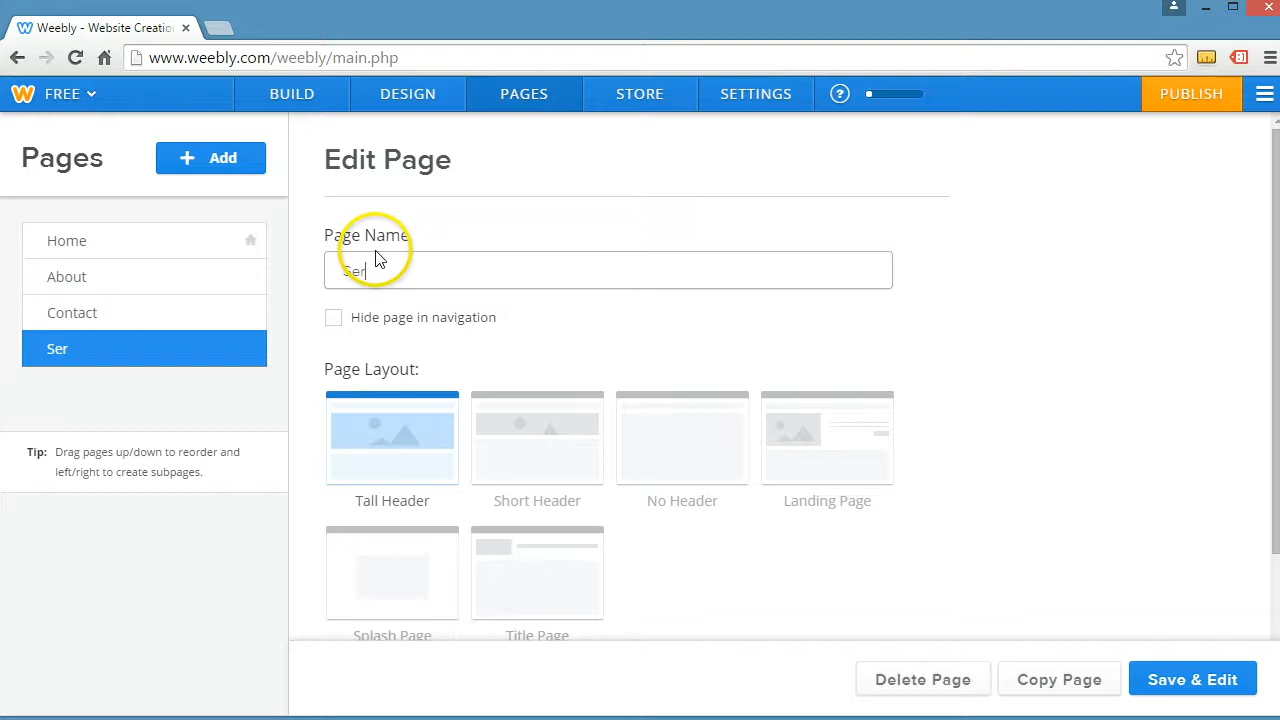 Weebly - Website Creation
www.weebly.com/weebly/main.php
FREE
BUILD
DESIGN
PAGES
STORE
SETTINGS
?
PUBLISH
Pages
+ Add
Home
About
Contact
Ser
Tip: Drag pages up/down to reorder and
left/right to create subpages.
Edit Page
Page Name
Ser
Hide page in navigation
Page Layout:
Tall Header
Short Header
No Header
Landing Page
Splash Page
Title Page
Delete Page
Copy Page
Save & Edit